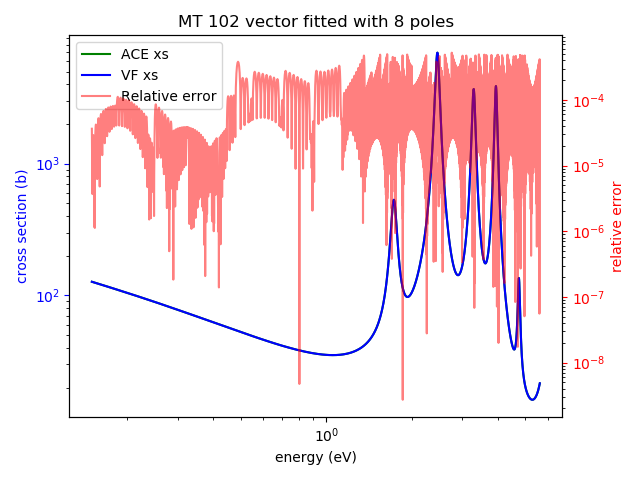 MT 102 vector fitted with 8 poles
ACE xs
VF xs
Relative error
cross section (b)
10³
10²
10⁰
energy (eV)
10⁻⁴
10⁻⁵
10⁻⁶
10⁻⁷
10⁻⁸
relative error